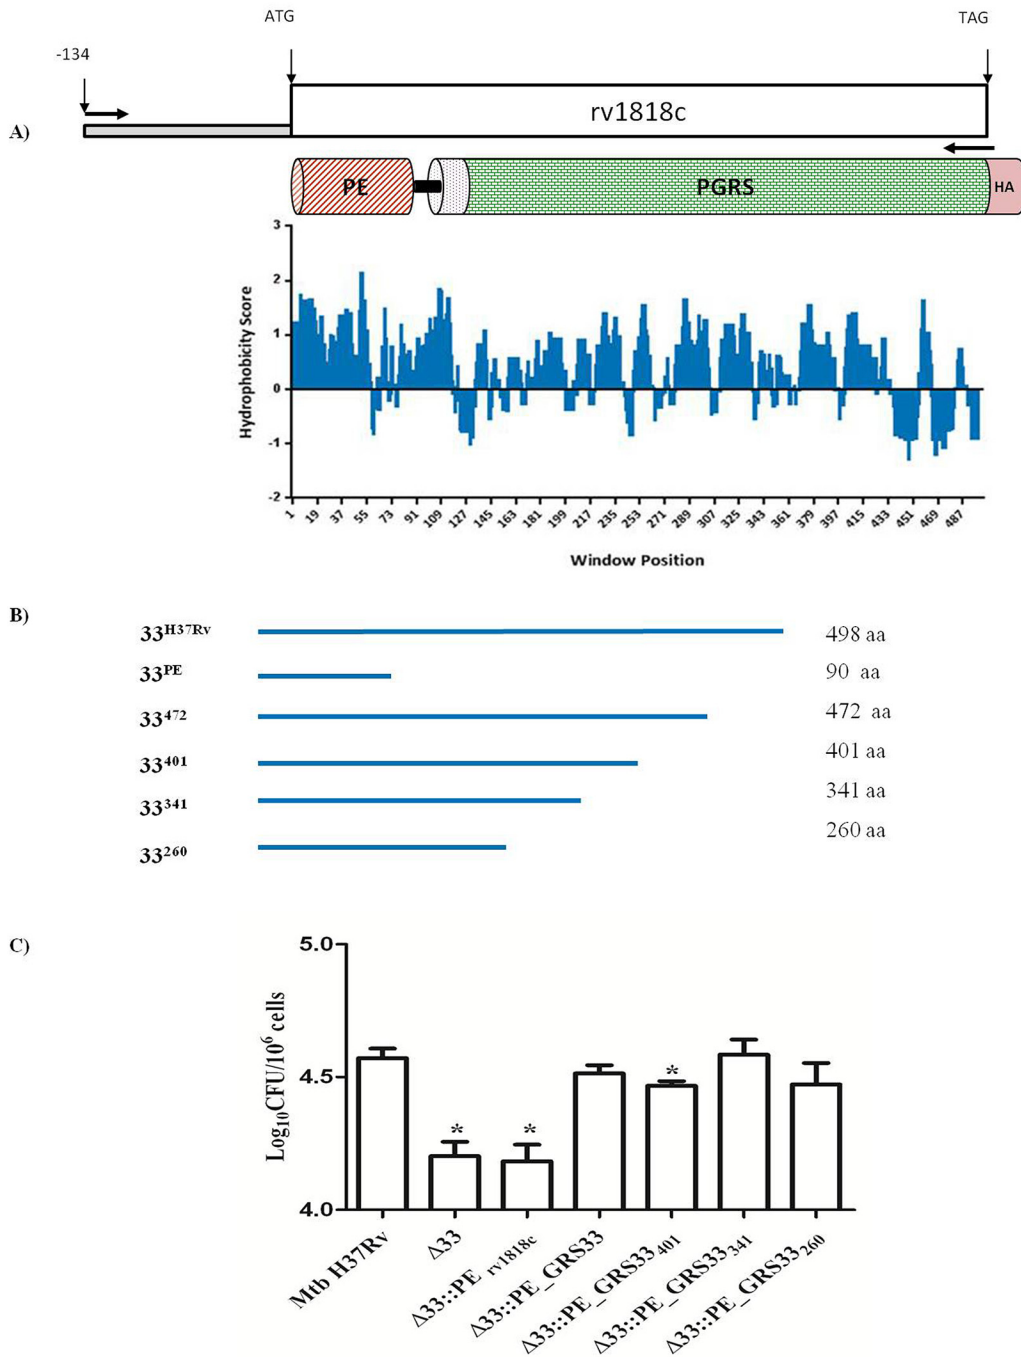 ATG
TAG
-134
A)
rv1818c
PE
PGRS
HA
3
2
1
0
-1
-2
Hydrophobicity Score
1 19 37 55 73 91 109 127 145 163 181 199 217 235 253 271 289 307 325 343 361 379 397 415 433 451 469 487
Window Position
B)
33H37Rv 498 aa
33PE 90 aa
33472 472 aa
33401 401 aa
33341 341 aa
33260 260 aa
C)
5.0
4.5
4.0
Log10CFU/106 cells
* * *
Mtb H37Rv
Δ33
Δ33::PE rv1818c
Δ33::PE_GRS33
Δ33::PE_GRS33401
Δ33::PE_GRS33341
Δ33::PE_GRS33260